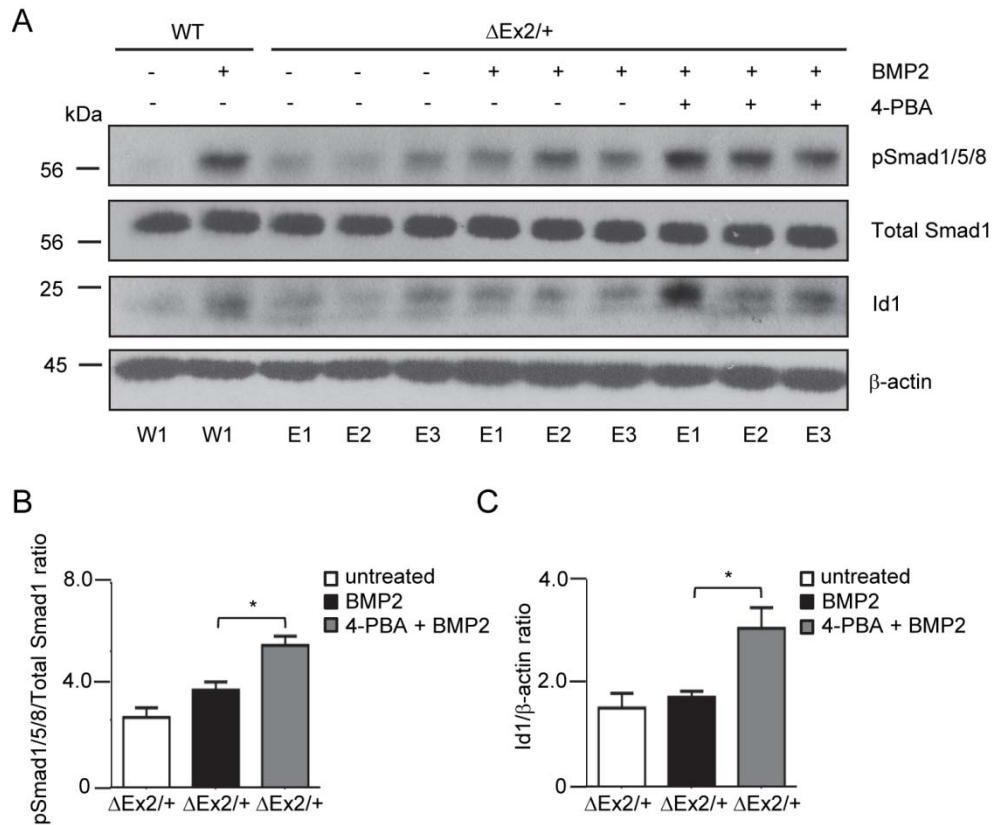 A
WT ΔEx2/+
- + - - - + + + + + + BMP2
- - - - - - - - + + + 4-PBA
kDa
56 pSmad1/5/8
56 Total Smad1
25 Id1
45 β-actin
W1 W1 E1 E2 E3 E1 E2 E3 E1 E2 E3
B
pSmad1/5/8/Total Smad1 ratio
8.0
4.0
0
*
untreated
BMP2
4-PBA + BMP2
ΔEx2/+ ΔEx2/+ ΔEx2/+
C
Id1/β-actin ratio
4.0
2.0
0
*
untreated
BMP2
4-PBA + BMP2
ΔEx2/+ ΔEx2/+ ΔEx2/+